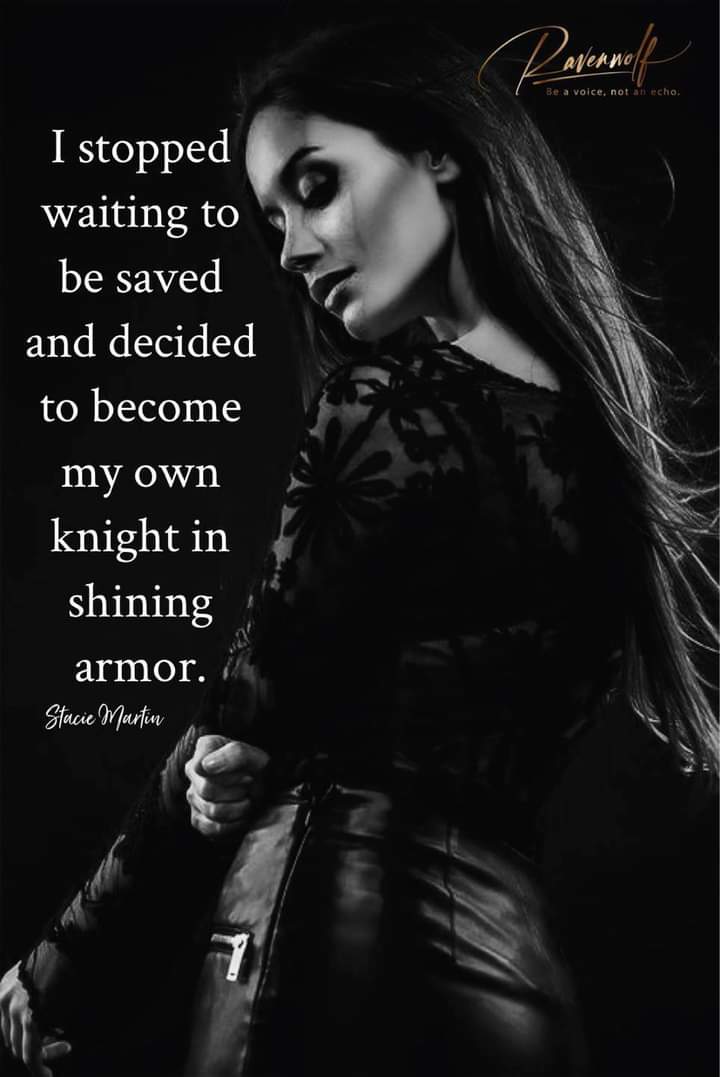 Ravenwolf
Be a voice, not an echo.
I stopped
waiting to
be saved
and decided
to become
my own
knight in
shining
armor.
Stacie Martin